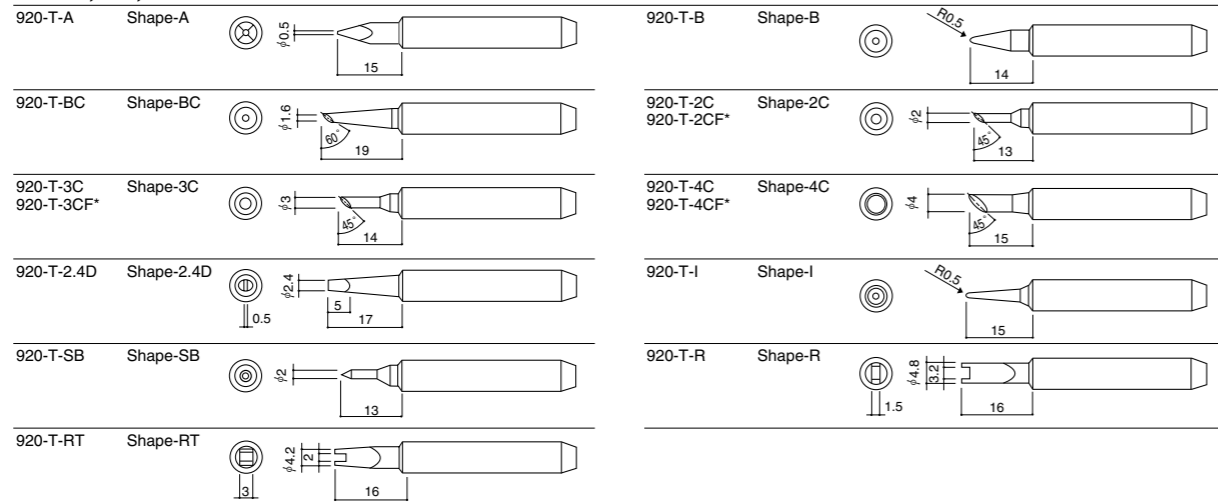 920-T-A Shape-A ϕ0.5 15
920-T-B Shape-B R0.5 14
920-T-BC Shape-BC ϕ1.6 60° 19
920-T-2C Shape-2C ϕ2 45° 13
920-T-2CF*
920-T-3C Shape-3C ϕ3 45° 14
920-T-3CF*
920-T-4C Shape-4C ϕ4 45° 15
920-T-4CF*
920-T-2.4D Shape-2.4D 0.5 ϕ2.4 5 17
920-T-I Shape-I R0.5 15
920-T-SB Shape-SB ϕ2 13
920-T-R Shape-R 1.5 ϕ4.8 3.2 16
920-T-RT Shape-RT 3 ϕ4.2 2 16